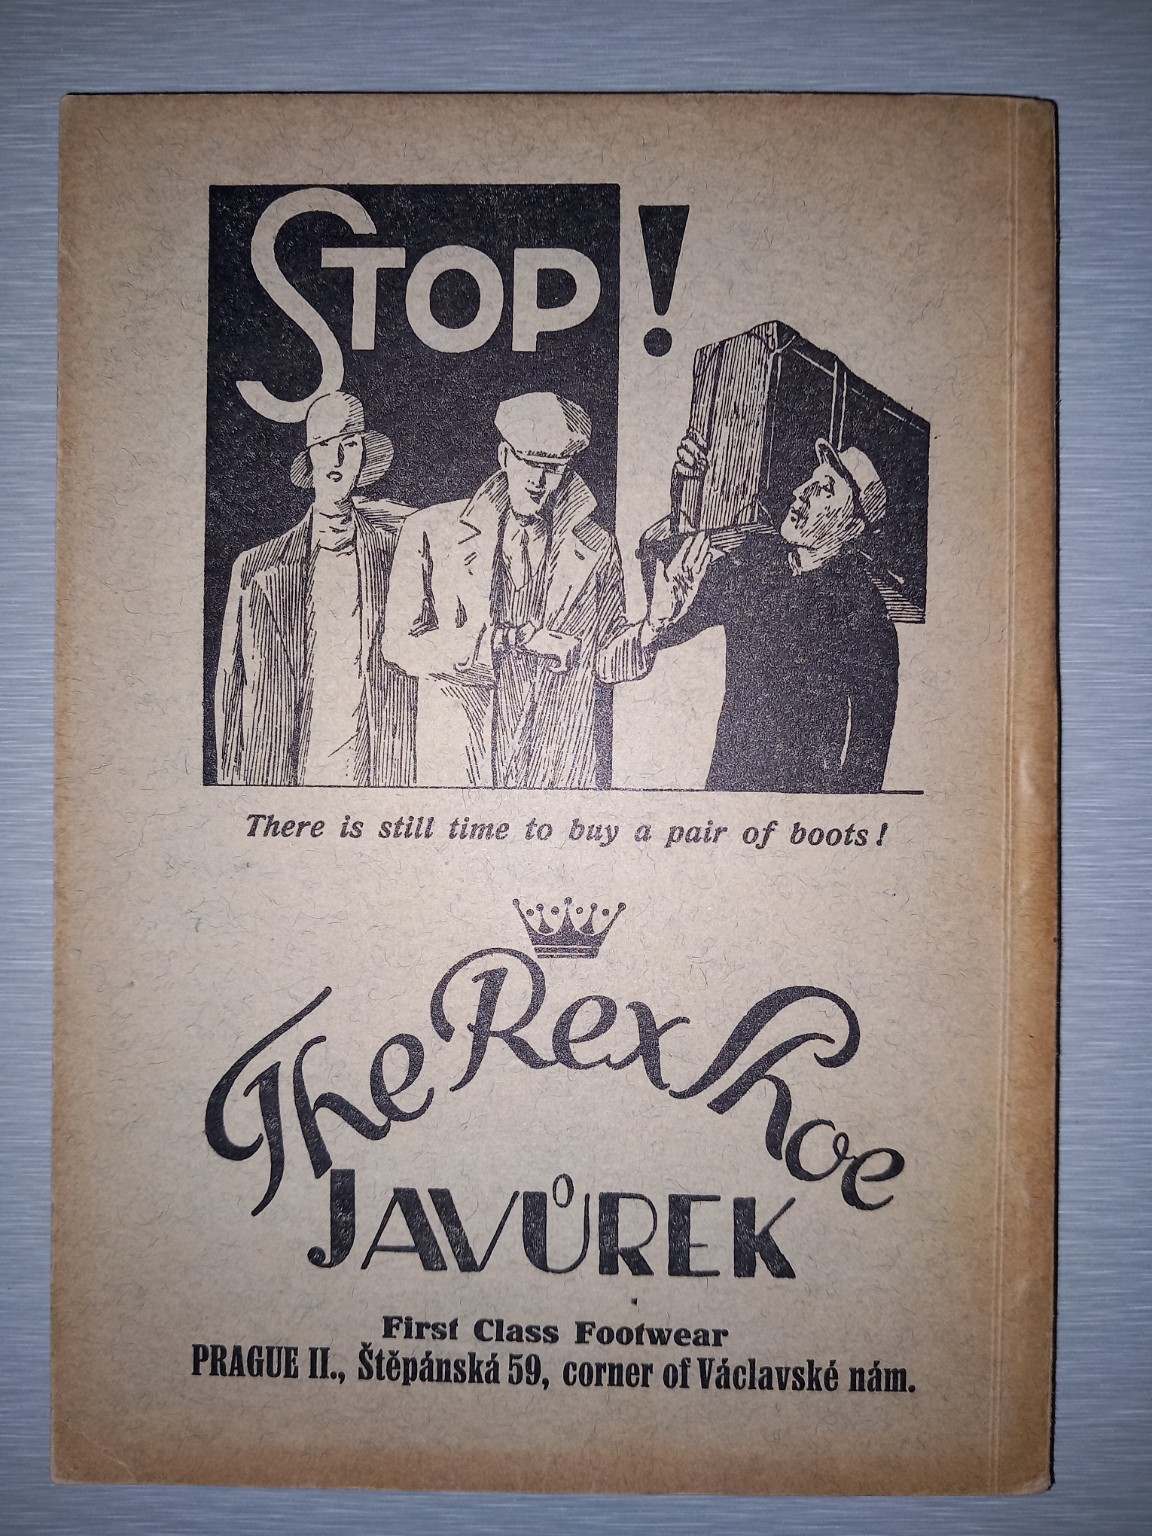 STOP!
There is still time to buy a pair of boots!
The Rex Shoe
JAVŮREK
First Class Footwear
PRAGUE II., Štěpánská 59, corner of Václavské nám.